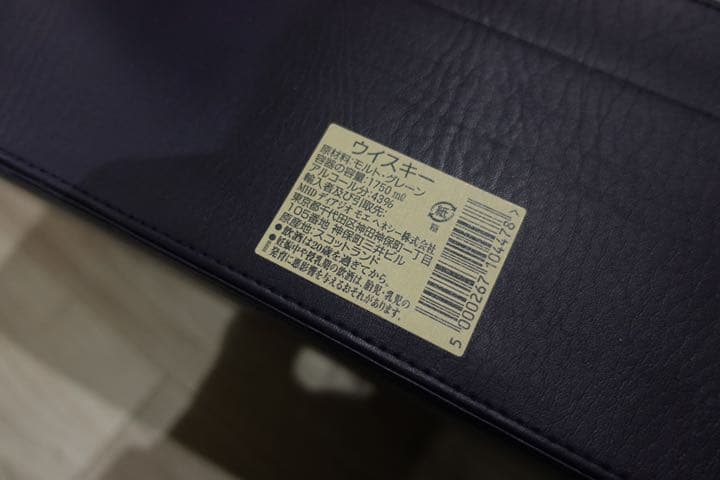 ウイスキー
原材料:モルト・グレーン
容器の容量:1750mℓ
アルコール分:43%
輸入者及び引取先:
MHD ディアジオ モエ ヘネシー株式会社
東京都千代田区神田神保町一丁目
105番地 神保町三井ビル
原産地:スコットランド
●飲酒は20歳を過ぎてから。
●妊娠中や授乳期の飲酒は、胎児・乳児の
発育に悪影響を与えるおそれがあります。
紙
箱
5 000267 104478 >